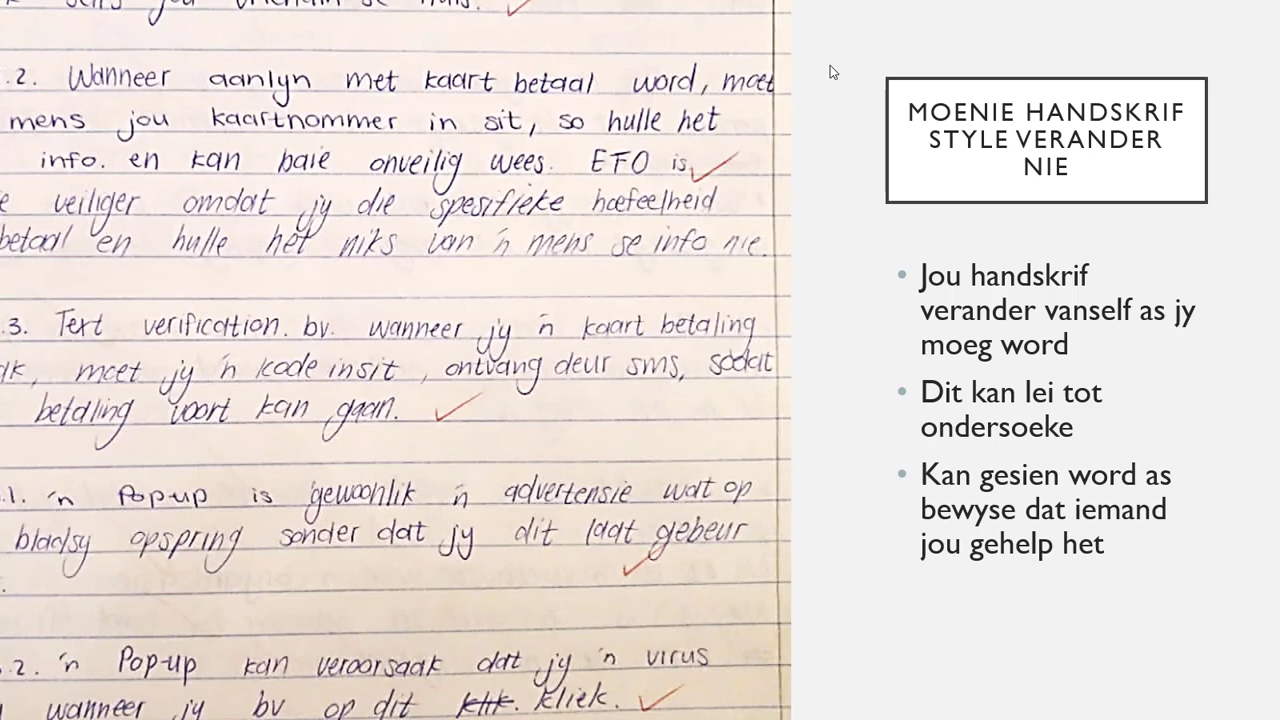 se huis.
.2. Wanneer aanlyn met kaart betaal word, moet
mens jou kaartnommer in sit, so hulle het
info. en kan baie onveilig wees. EFO is
e veiliger omdat jy die spesifieke hoefeelheid
betaal en hulle het niks van 'n mens se info nie.
.3. Text verification. bv. wanneer jy 'n kaart betaling
ak, moet jy 'n kode insit, ontvang deur sms, sodat
betaling voort kan gaan.
.1. 'n Pop-up is gewoonlik 'n advertensie wat op
bladsy opspring sonder dat jy dit laat gebeur
.
.2. 'n Pop-up kan veroorsaak dat jy 'n virus
wanneer jy bv op dit klik. kliek.
MOENIE HANDSKRIF
STYLE VERANDER
NIE
• Jou handskrif
verander vanself as jy
moeg word
• Dit kan lei tot
ondersoeke
• Kan gesien word as
bewyse dat iemand
jou gehelp het